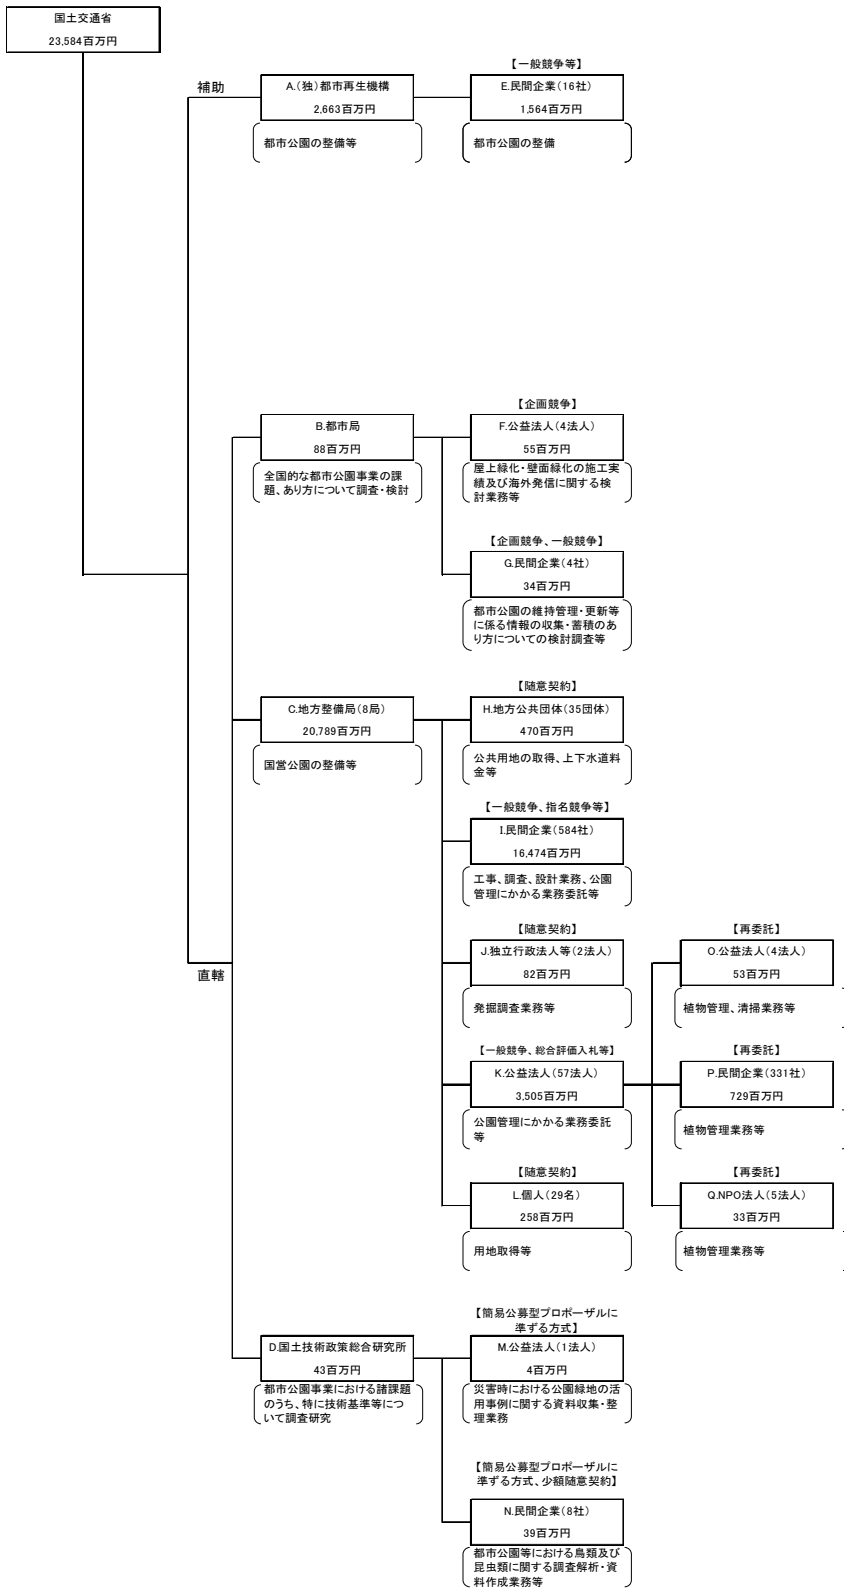 国土交通省
23,584百万円
補助
A.(独)都市再生機構
2,663百万円
都市公園の整備等
【一般競争等】
E.民間企業(16社)
1,564百万円
都市公園の整備
B.都市局
88百万円
全国的な都市公園事業の課
題、あり方について調査・検討
【企画競争】
F.公益法人(4法人)
55百万円
屋上緑化・壁面緑化の施工実
績及び海外発信に関する検
討業務等
【企画競争、一般競争】
G.民間企業(4社)
34百万円
都市公園の維持管理・更新等
に係る情報の収集・蓄積のあ
り方についての検討調査等
直轄
C.地方整備局(8局)
20,789百万円
国営公園の整備等
【随意契約】
H.地方公共団体(35団体)
470百万円
公共用地の取得、上下水道料
金等
【一般競争、指名競争等】
I.民間企業(584社)
16,474百万円
工事、調査、設計業務、公園
管理にかかる業務委託等
【随意契約】
J.独立行政法人等(2法人)
82百万円
発掘調査業務等
【一般競争、総合評価入札等】
K.公益法人(57法人)
3,505百万円
公園管理にかかる業務委託
等
【随意契約】
L.個人(29名)
258百万円
用地取得等
【再委託】
O.公益法人(4法人)
53百万円
植物管理、清掃業務等
【再委託】
P.民間企業(331社)
729百万円
植物管理業務等
【再委託】
Q.NPO法人(5法人)
33百万円
植物管理業務等
D.国土技術政策総合研究所
43百万円
都市公園事業における諸課題
のうち、特に技術基準等につ
いて調査研究
【簡易公募型プロポーザルに
準ずる方式】
M.公益法人(1法人)
4百万円
災害時における公園緑地の活
用事例に関する資料収集・整
理業務
【簡易公募型プロポーザルに
準ずる方式、少額随意契約】
N.民間企業(8社)
39百万円
都市公園等における鳥類及び
昆虫類に関する調査解析・資
料作成業務等